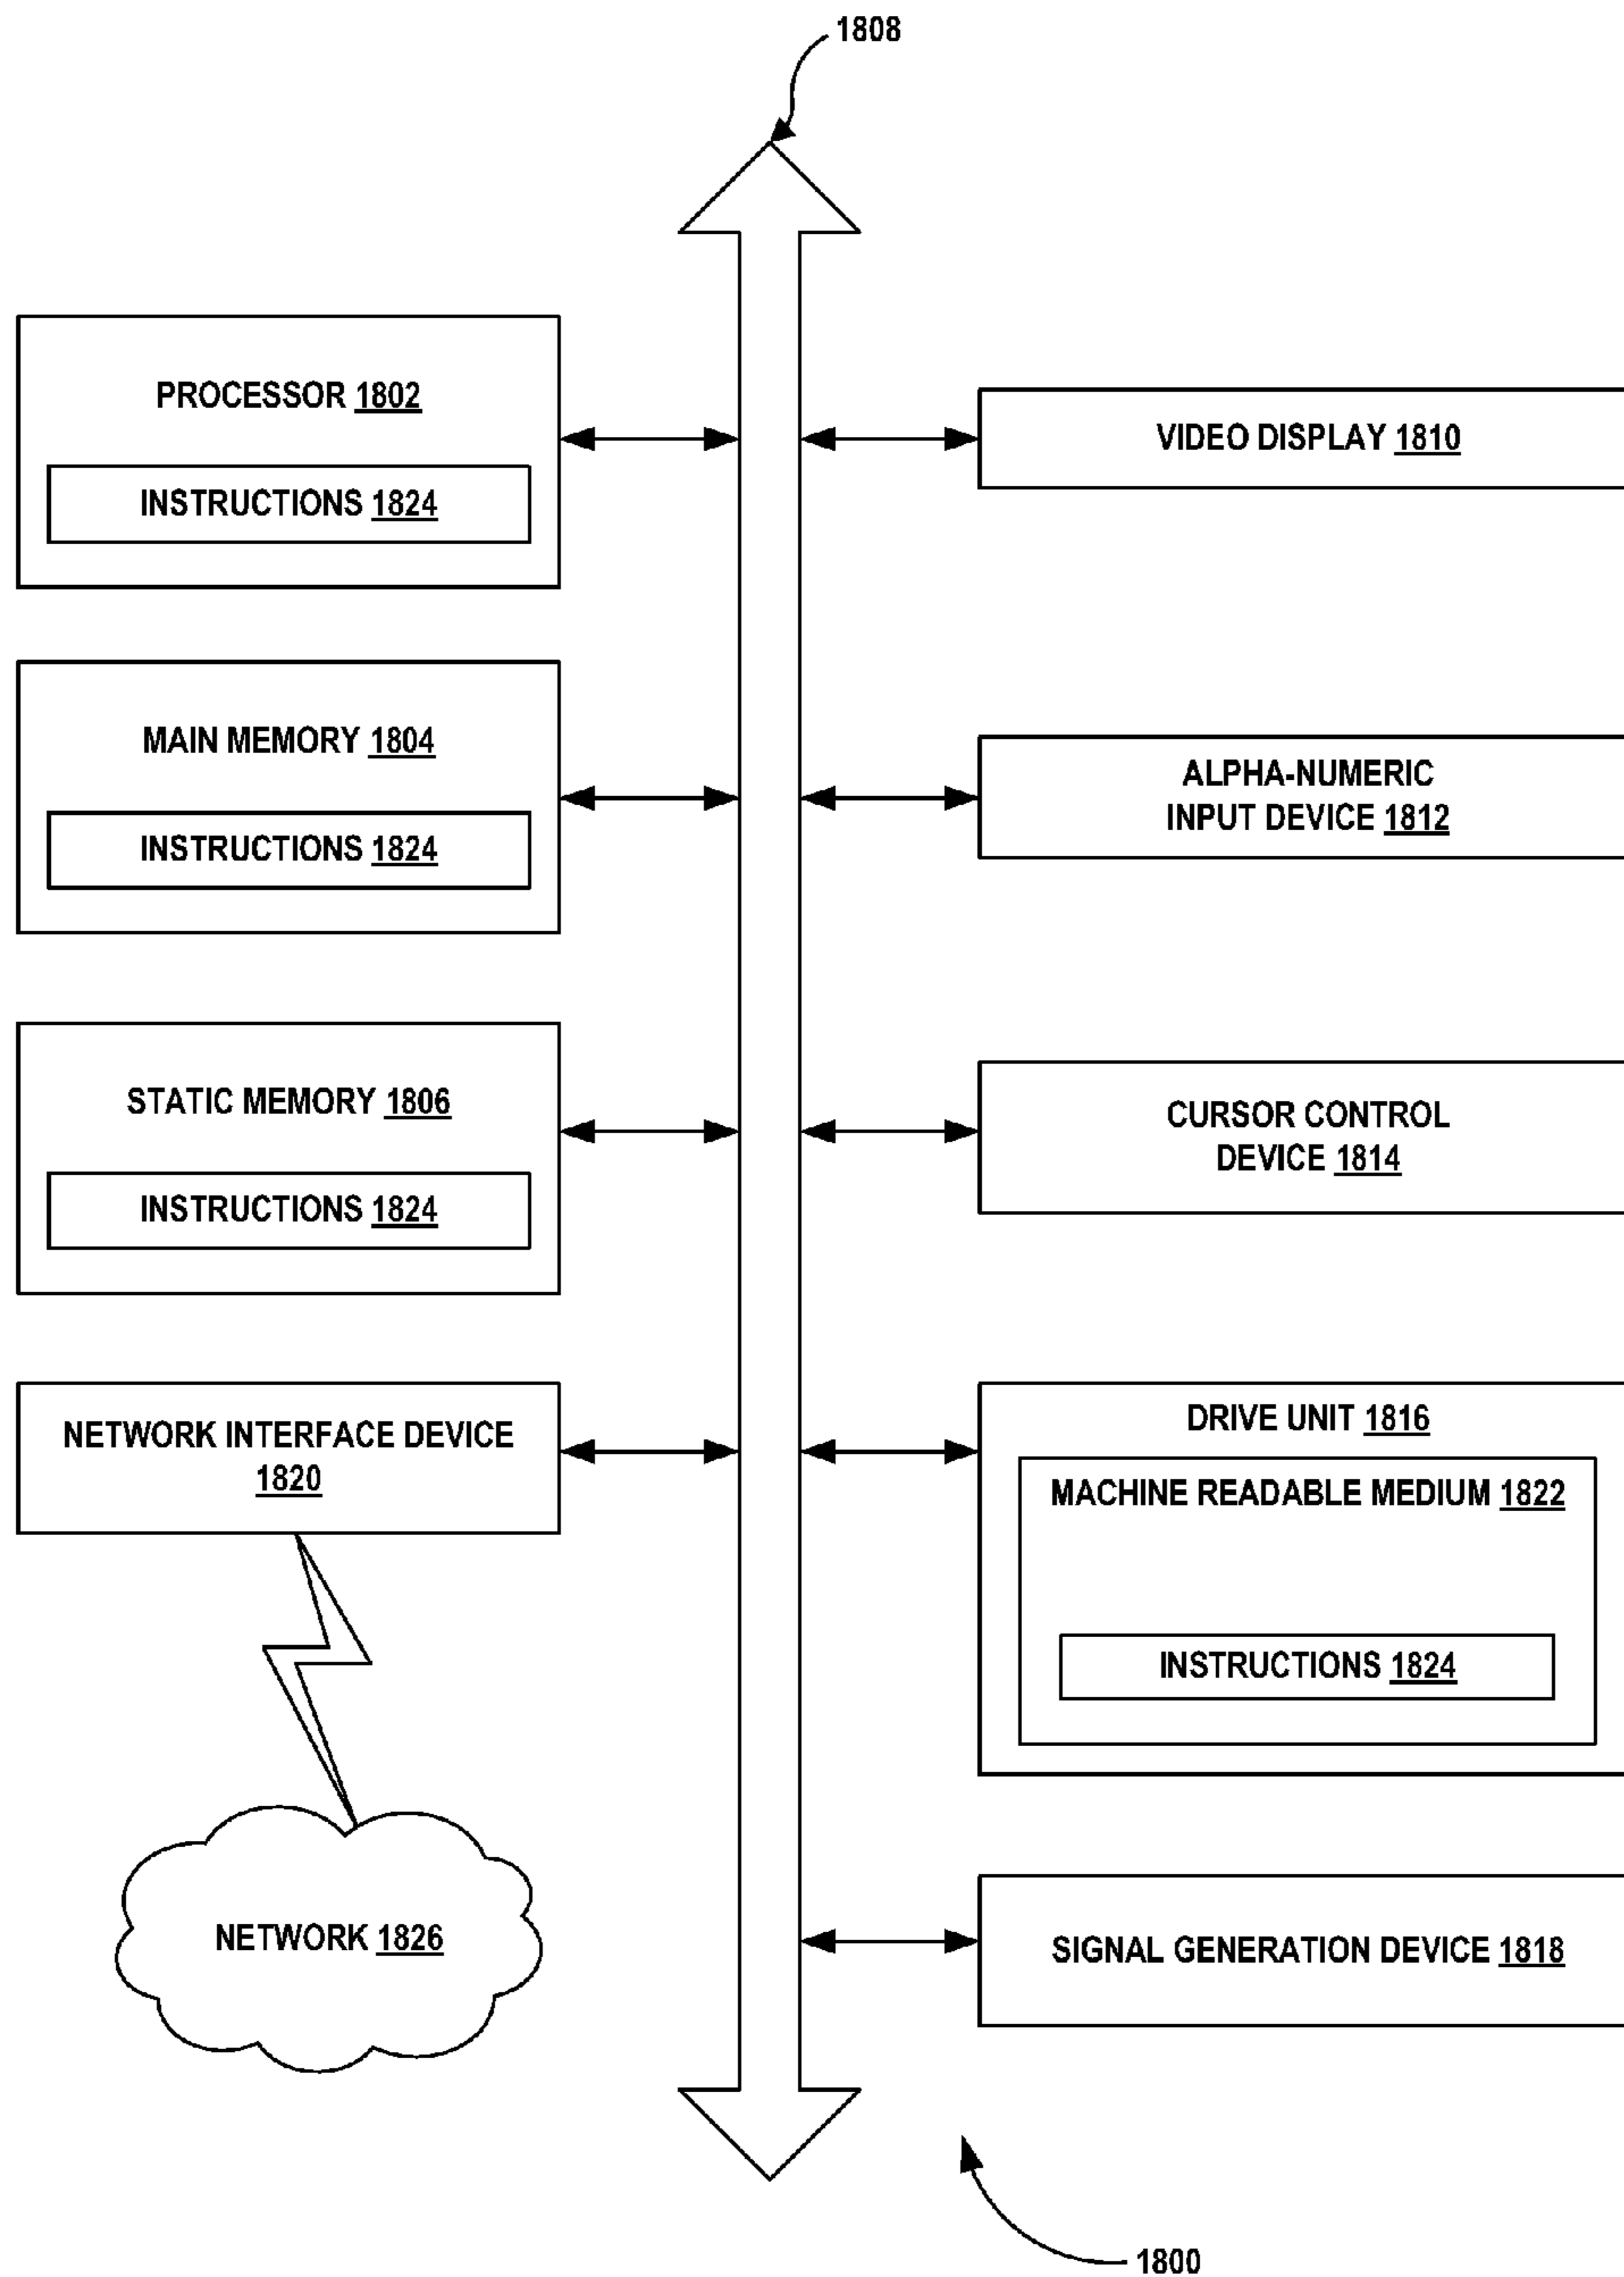 1808
PROCESSOR 1802
INSTRUCTIONS 1824
MAIN MEMORY 1804
INSTRUCTIONS 1824
STATIC MEMORY 1806
INSTRUCTIONS 1824
NETWORK INTERFACE DEVICE
1820
NETWORK 1826
VIDEO DISPLAY 1810
ALPHA-NUMERIC
INPUT DEVICE 1812
CURSOR CONTROL
DEVICE 1814
DRIVE UNIT 1816
MACHINE READABLE MEDIUM 1822
INSTRUCTIONS 1824
SIGNAL GENERATION DEVICE 1818
1800